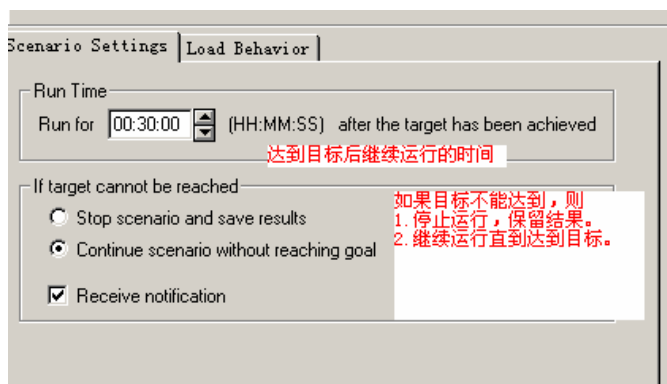 Scenario Settings Load Behavior
Run Time
Run for 00:30:00 (HH:MM:SS) after the target has been achieved
达到目标后继续运行的时间
If target cannot be reached
如果目标不能达到，则
Stop scenario and save results
1.停止运行，保留结果。
Continue scenario without reaching goal
2.继续运行直到达到目标。
Receive notification